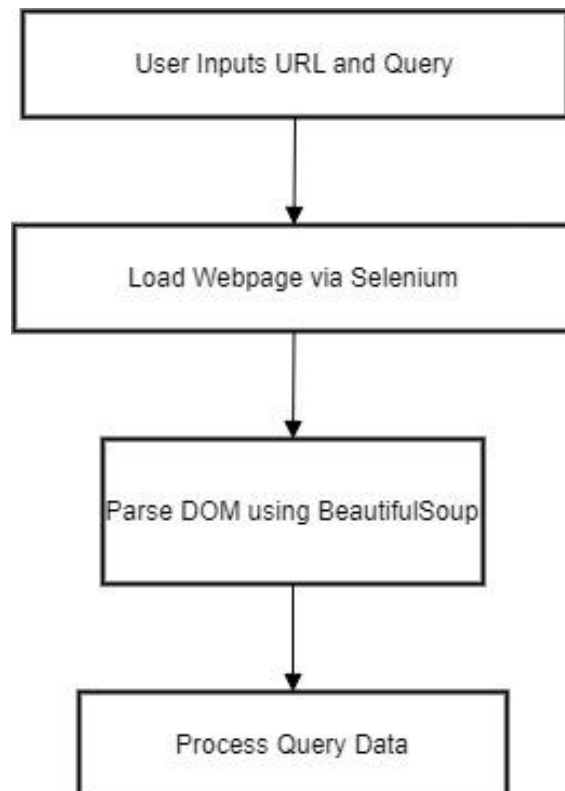 User Inputs URL and Query
Load Webpage via Selenium
Parse DOM using BeautifulSoup
Process Query Data